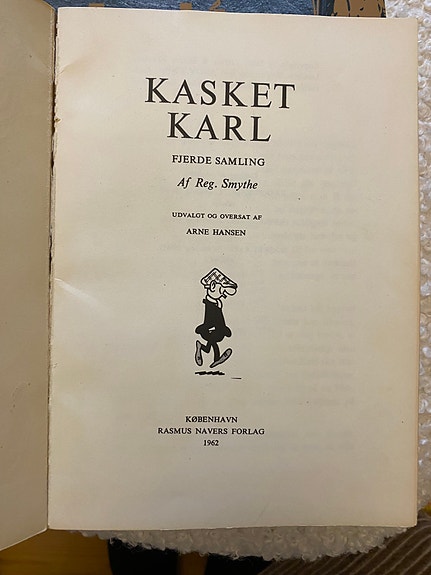 KASKET
KARL
FJERDE SAMLING
Af Reg. Smythe
UDVALGT OG OVERSAT AF
ARNE HANSEN
KØBENHAVN
RASMUS NAVERS FORLAG
1962